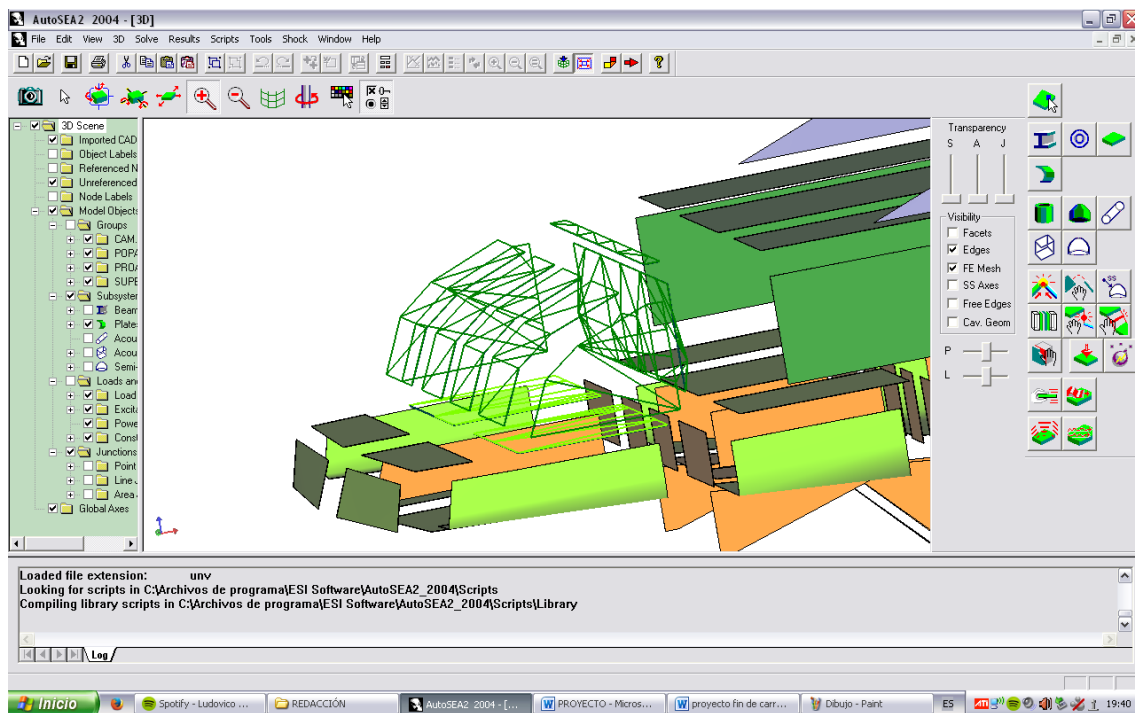 AutoSEA2 2004 - [3D]
File Edit View 3D Solve Results Scripts Tools Shock Window Help
3D Scene
Imported CAD
Object Labels
Referenced N
Unreferenced
Node Labels
Model Objects
Groups
CAM.
POPA
PROA
SUPE
Subsyster
Beam
Plate
Acou
Acou
Semi-
Loads and
Load
Excita
Powe
Const
Junctions
Point
Line
Area
Global Axes
Transparency
S A J
Visibility
Facets
Edges
FE Mesh
SS Axes
Free Edges
Cav. Geom
P
L
SS
Loaded file extension: unv
Looking for scripts in C:\Archivos de programa\ESI Software\AutoSEA2_2004\Scripts
Compiling library scripts in C:\Archivos de programa\ESI Software\AutoSEA2_2004\Scripts\Library
Log
Inicio Spotify - Ludovico ... REDACCIÓN AutoSEA2 2004 - [... PROYECTO - Micros... proyecto fin de carr... Dibujo - Paint ES 19:40